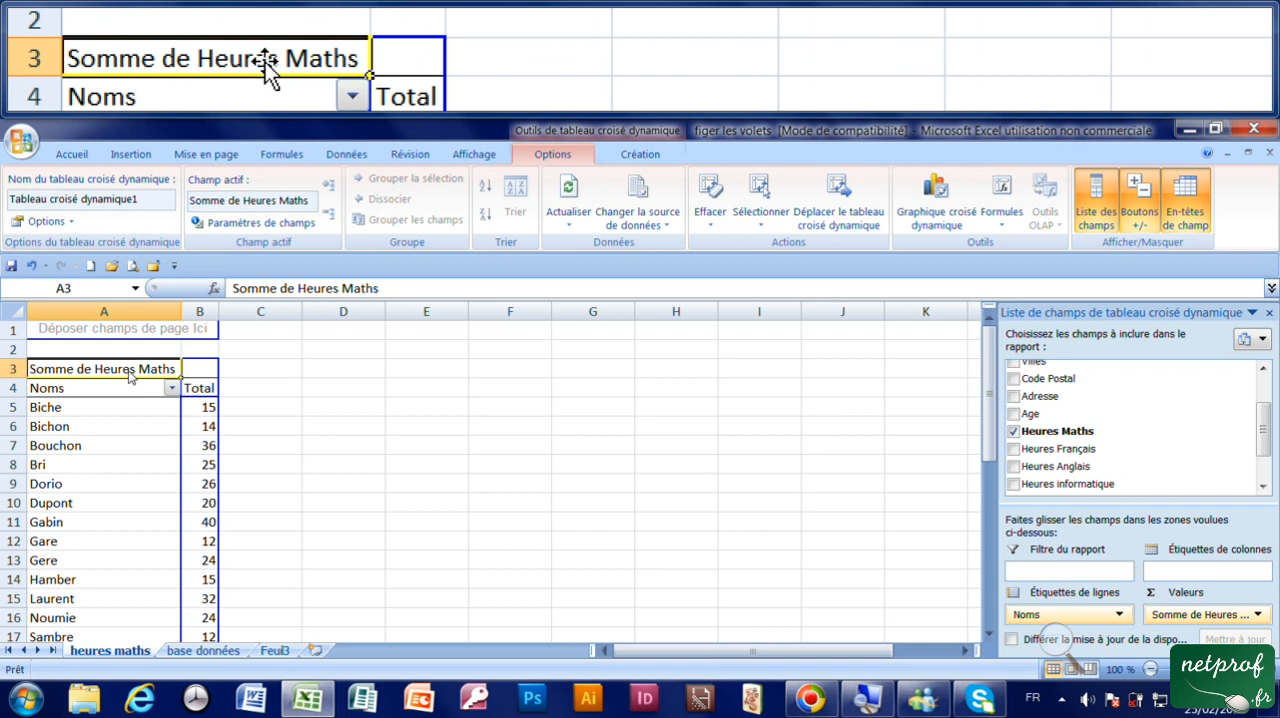 2
3 Somme de Heures Maths
4 Noms Total
Outils de tableau croisé dynamique figer les volets [Mode de compatibilité] - Microsoft Excel utilisation non commerciale
Accueil Insertion Mise en page Formules Données Révision Affichage Options Création
Nom du tableau croisé dynamique :
Tableau croisé dynamique1
Options
Options du tableau croisé dynamique
Champ actif :
Somme de Heures Maths
Paramètres de champs
Champ actif
Grouper la sélection
Dissocier
Grouper les champs
Groupe
Trier
Trier
Actualiser
Changer la source
de données
Données
Effacer
Sélectionner
Déplacer le tableau
croisé dynamique
Actions
Graphique croisé
dynamique
Formules
Outils
OLAP
Outils
Liste des
champs
Boutons
+/-
En-têtes
de champ
Afficher/Masquer
A3 fx Somme de Heures Maths
A B C D E F G H I J K
1 Déposer champs de page Ici
2
3 Somme de Heures Maths
4 Noms Total
5 Biche 15
6 Bichon 14
7 Bouchon 36
8 Bri 25
9 Dorio 26
10 Dupont 20
11 Gabin 40
12 Gare 12
13 Gere 24
14 Hamber 15
15 Laurent 32
16 Noumie 24
17 Sambre 12
heures maths base données Feuil3
Prêt
Liste de champs de tableau croisé dynamique
Choisissez les champs à inclure dans le
rapport :
Villes
Code Postal
Adresse
Age
Heures Maths
Heures Français
Heures Anglais
Heures informatique
Faites glisser les champs dans les zones voulues
ci-dessous:
Filtre du rapport
Étiquettes de colonnes
Étiquettes de lignes
Σ Valeurs
Noms
Somme de Heures ...
Différer la mise à jour de la dispo...
Mettre à jour
100 %
Ps Ai ID
FR
netprof
.fr